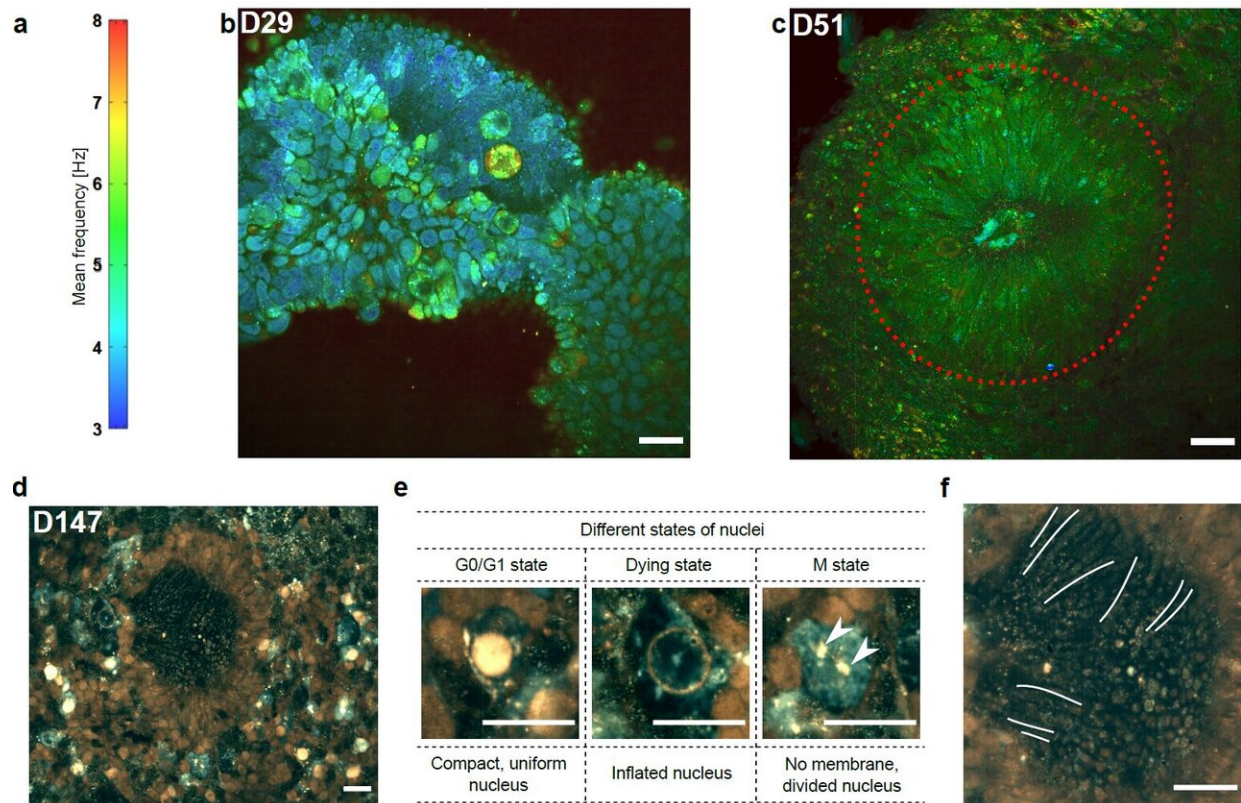 a
8
7
6
5
4
3
Mean frequency [Hz]
b
D29
c
D51
d
D147
e
Different states of nuclei
G0/G1 state
Dying state
M state
Compact, uniform
nucleus
Inflated nucleus
No membrane,
divided nucleus
f